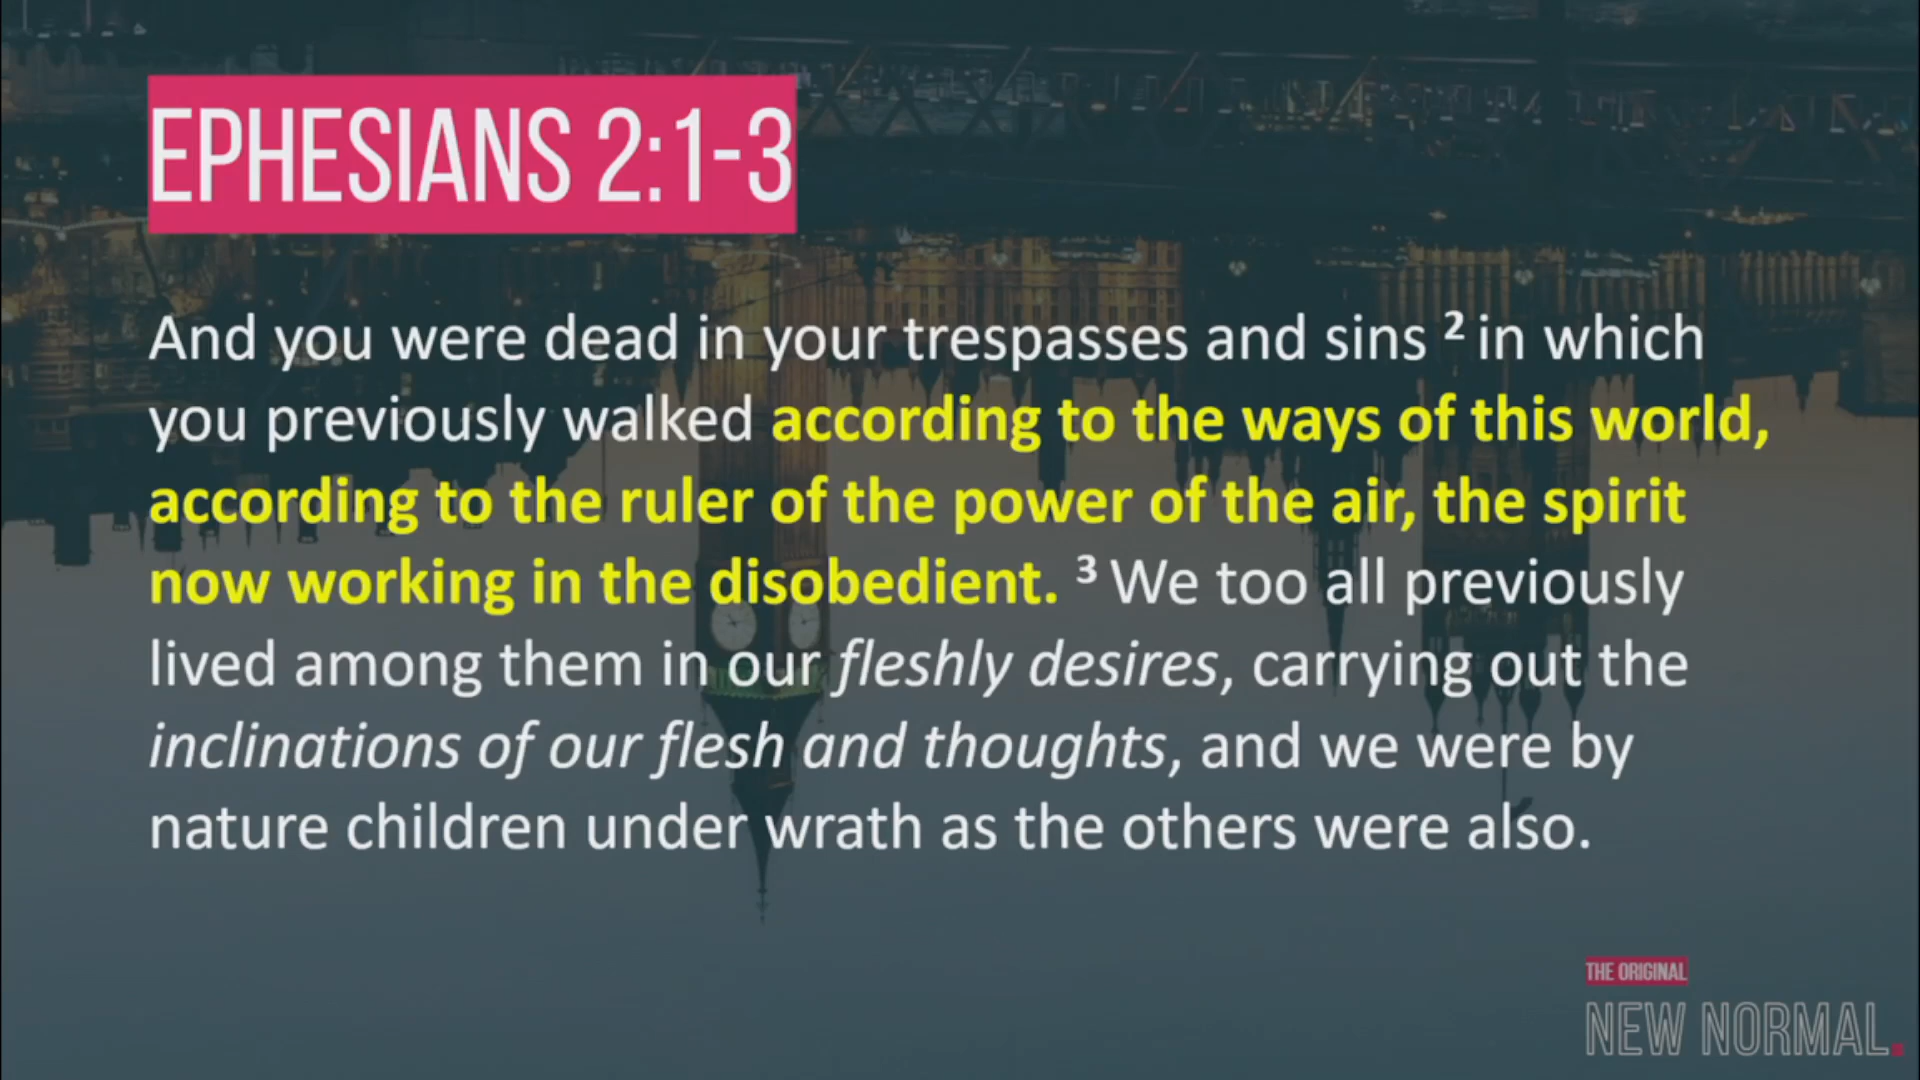 EPHESIANS 2:1-3
And you were dead in your trespasses and sins ² in which
you previously walked according to the ways of this world,
according to the ruler of the power of the air, the spirit
now working in the disobedient. ³ We too all previously
lived among them in our fleshly desires, carrying out the
inclinations of our flesh and thoughts, and we were by
nature children under wrath as the others were also.
THE ORIGINAL
NEW NORMAL.